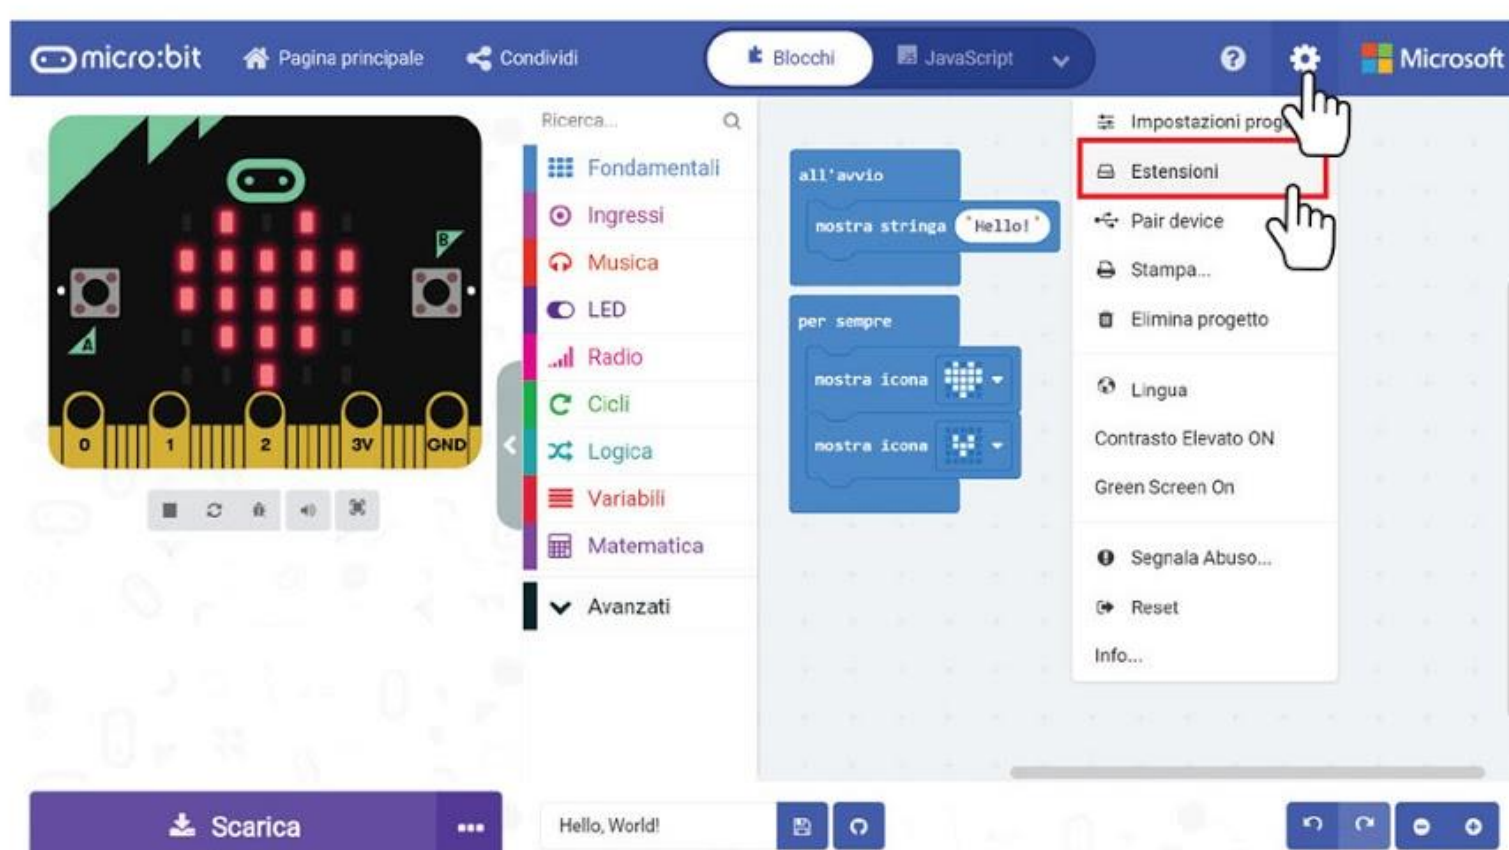 micro:bit
Pagina principale
Condividi
Blocchi
JavaScript
?
Microsoft
B
A
0 1 2 3V GND
Scarica
Ricerca...
Fondamentali
Ingressi
Musica
LED
Radio
Cicli
Logica
Variabili
Matematica
Avanzati
all'avvio
mostra stringa "Hello!"
per sempre
mostra icona
mostra icona
Impostazioni
Estensioni
Pair device
Stampa...
Elimina progetto
Lingua
Contrasto Elevato ON
Green Screen On
Segnala Abuso...
Reset
Info...
Hello, World!